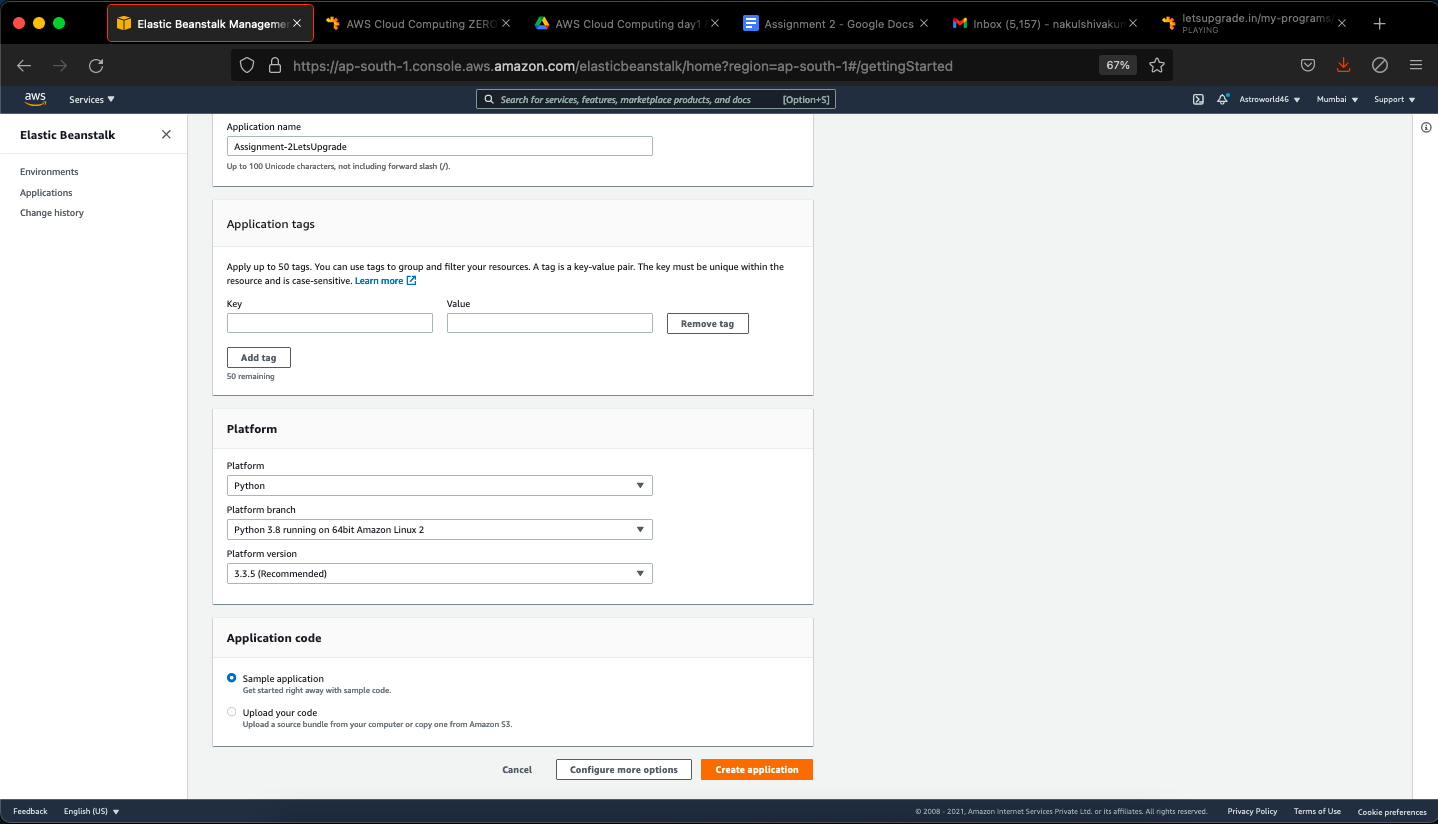 Elastic Beanstalk Manageme
AWS Cloud Computing ZERO
AWS Cloud Computing day1
Assignment 2 - Google Docs
Inbox (5,157) - nakulshivakum
letsupgrade.in/my-programs/
PLAYING
https://ap-south-1.console.aws.amazon.com/elasticbeanstalk/home?region=ap-south-1#/gettingStarted
67%
aws
Services
Search for services, features, marketplace products, and docs
[Option+S]
Astroworld46
Mumbai
Support
Elastic Beanstalk
Environments
Applications
Change history
Application name
Assignment-2LetsUpgrade
Up to 100 Unicode characters, not including forward slash (/).
Application tags
Apply up to 50 tags. You can use tags to group and filter your resources. A tag is a key-value pair. The key must be unique within the
resource and is case-sensitive. Learn more
Key
Value
Remove tag
Add tag
50 remaining
Platform
Platform
Python
Platform branch
Python 3.8 running on 64bit Amazon Linux 2
Platform version
3.3.5 (Recommended)
Application code
Sample application
Get started right away with sample code.
Upload your code
Upload a source bundle from your computer or copy one from Amazon S3.
Cancel
Configure more options
Create application
Feedback
English (US)
© 2008 - 2021, Amazon Internet Services Private Ltd. or its affiliates. All rights reserved.
Privacy Policy
Terms of Use
Cookie preferences